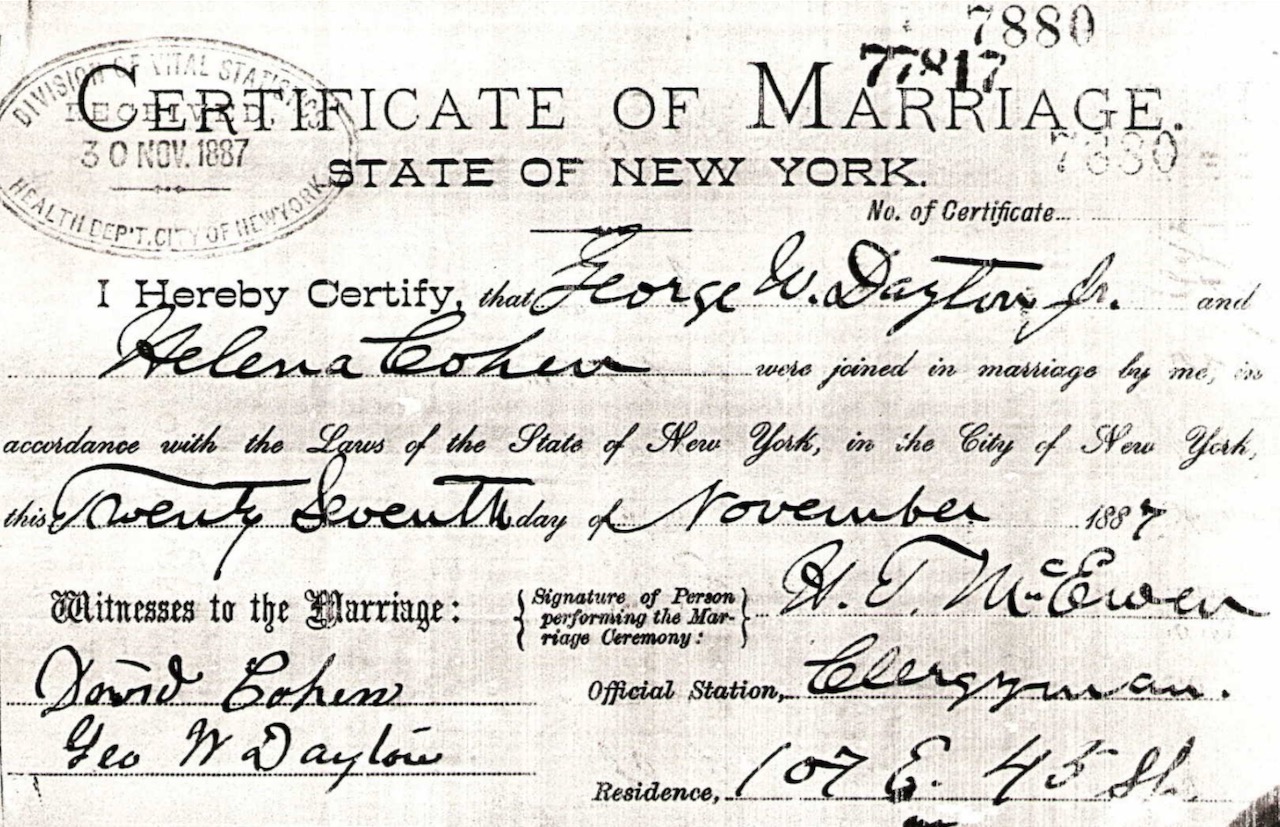 7880
77817
CERTIFICATE OF MARRIAGE.
7880
STATE OF NEW YORK.
DIVISION OF VITAL STATISTICS
RECEIVED.
30 NOV. 1887
HEALTH DEP'T. CITY OF NEW YORK
No. of Certificate
I Hereby Certify, that George W. Dayton Jr. and
Helena Cohen were joined in marriage by me, in
accordance with the Laws of the State of New York, in the City of New York,
this Twenty Seventh day of November 1887
Witnesses to the Marriage:
Signature of Person
performing the Mar-
riage Ceremony:
H. T. McEwen
David Cohen
Official Station, Clergyman.
Geo W Dayton
Residence, 107 E. 45 St.